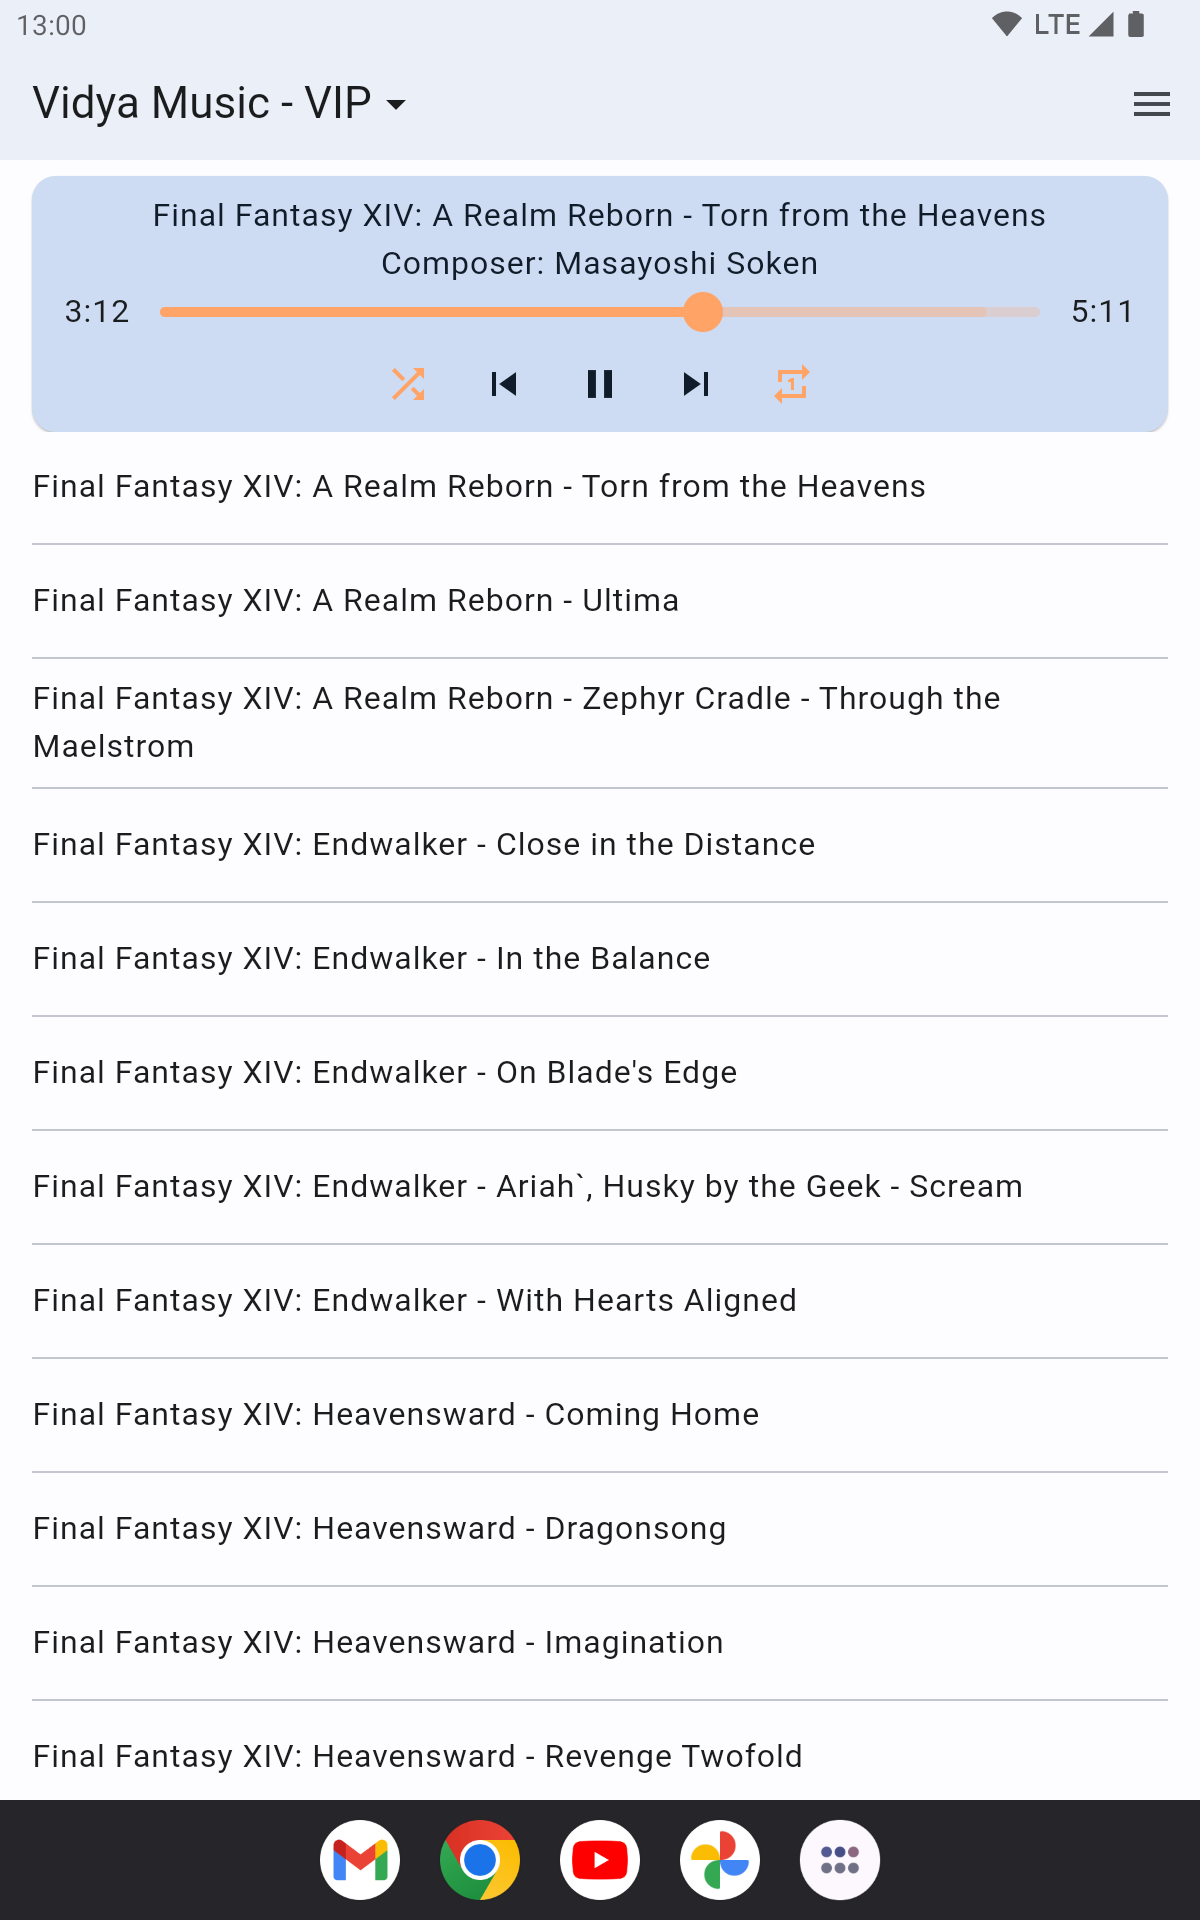 13:00
LTE
Vidya Music - VIP
Final Fantasy XIV: A Realm Reborn - Torn from the Heavens
Composer: Masayoshi Soken
3:12
5:11
1
Final Fantasy XIV: A Realm Reborn - Torn from the Heavens
Final Fantasy XIV: A Realm Reborn - Ultima
Final Fantasy XIV: A Realm Reborn - Zephyr Cradle - Through the
Maelstrom
Final Fantasy XIV: Endwalker - Close in the Distance
Final Fantasy XIV: Endwalker - In the Balance
Final Fantasy XIV: Endwalker - On Blade's Edge
Final Fantasy XIV: Endwalker - Ariah`, Husky by the Geek - Scream
Final Fantasy XIV: Endwalker - With Hearts Aligned
Final Fantasy XIV: Heavensward - Coming Home
Final Fantasy XIV: Heavensward - Dragonsong
Final Fantasy XIV: Heavensward - Imagination
Final Fantasy XIV: Heavensward - Revenge Twofold